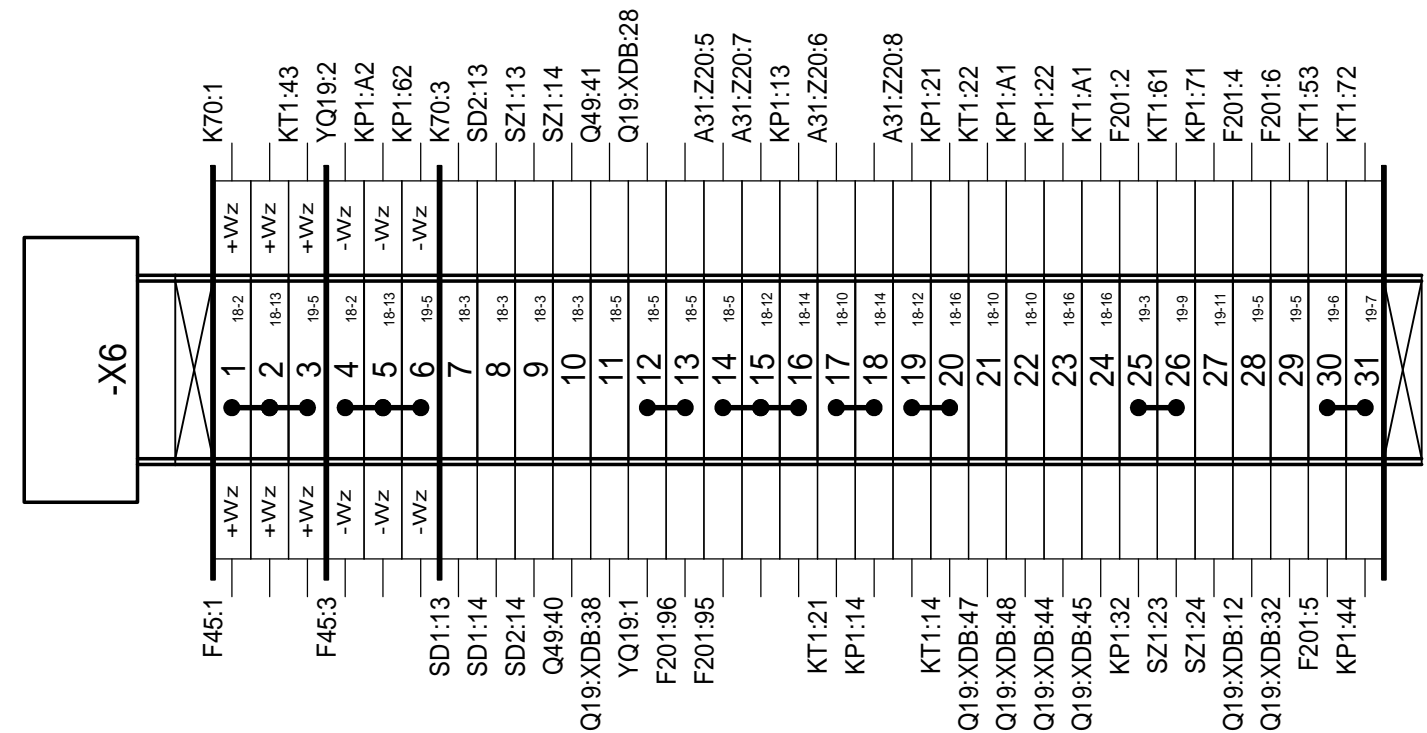 -X6
K70:1
KT1:43
YQ19:2
KP1:A2
KP1:62
K70:3
SD2:13
SZ1:13
SZ1:14
Q49:41
Q19:XDB:28
A31:Z20:5
A31:Z20:7
KP1:13
A31:Z20:6
A31:Z20:8
KP1:21
KT1:22
KP1:A1
KP1:22
KT1:A1
F201:2
KT1:61
KP1:71
F201:4
F201:6
KT1:53
KT1:72
+Wz
+Wz
+Wz
-Wz
-Wz
-Wz
18-2
18-13
19-5
18-2
18-13
19-5
18-3
18-3
18-3
18-3
18-5
18-5
18-5
18-5
18-12
18-14
18-10
18-14
18-12
18-16
18-10
18-10
18-16
18-16
19-3
19-9
19-11
19-5
19-5
19-6
19-7
1
2
3
4
5
6
7
8
9
10
11
12
13
14
15
16
17
18
19
20
21
22
23
24
25
26
27
28
29
30
31
+Wz
+Wz
+Wz
-Wz
-Wz
-Wz
F45:1
F45:3
SD1:13
SD1:14
SD2:14
Q49:40
Q19:XDB:38
YQ19:1
F201:96
F201:95
KT1:21
KP1:14
KT1:14
Q19:XDB:47
Q19:XDB:48
Q19:XDB:44
Q19:XDB:45
KP1:32
SZ1:23
SZ1:24
Q19:XDB:12
Q19:XDB:32
F201:5
KP1:44